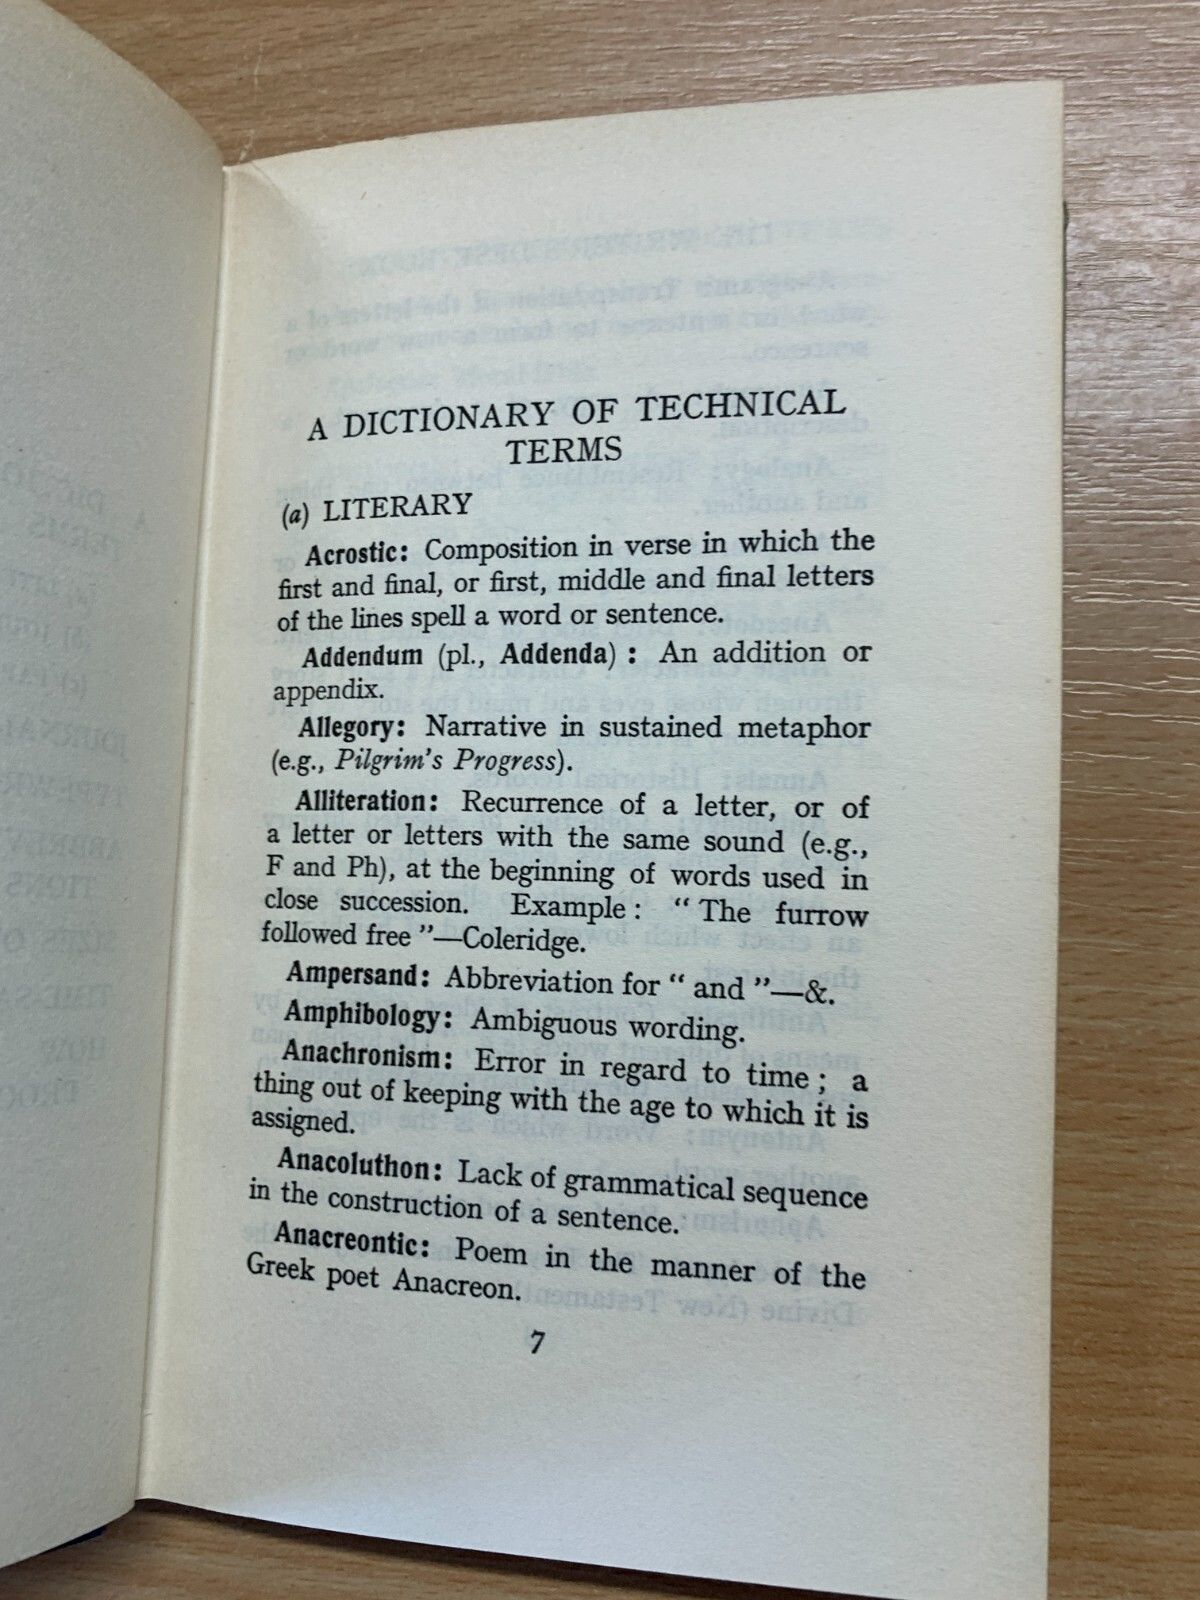 A DICTIONARY OF TECHNICAL
TERMS
(a) LITERARY
Acrostic: Composition in verse in which the
first and final, or first, middle and final letters
of the lines spell a word or sentence.
Addendum (pl., Addenda) : An addition or
appendix.
Allegory: Narrative in sustained metaphor
(e.g., Pilgrim's Progress).
Alliteration: Recurrence of a letter, or of
a letter or letters with the same sound (e.g.,
F and Ph), at the beginning of words used in
close succession. Example : “ The furrow
followed free ”—Coleridge.
Ampersand: Abbreviation for “ and ”—&.
Amphibology: Ambiguous wording.
Anachronism: Error in regard to time ; a
thing out of keeping with the age to which it is
assigned.
Anacoluthon: Lack of grammatical sequence
in the construction of a sentence.
Anacreontic: Poem in the manner of the
Greek poet Anacreon.
7